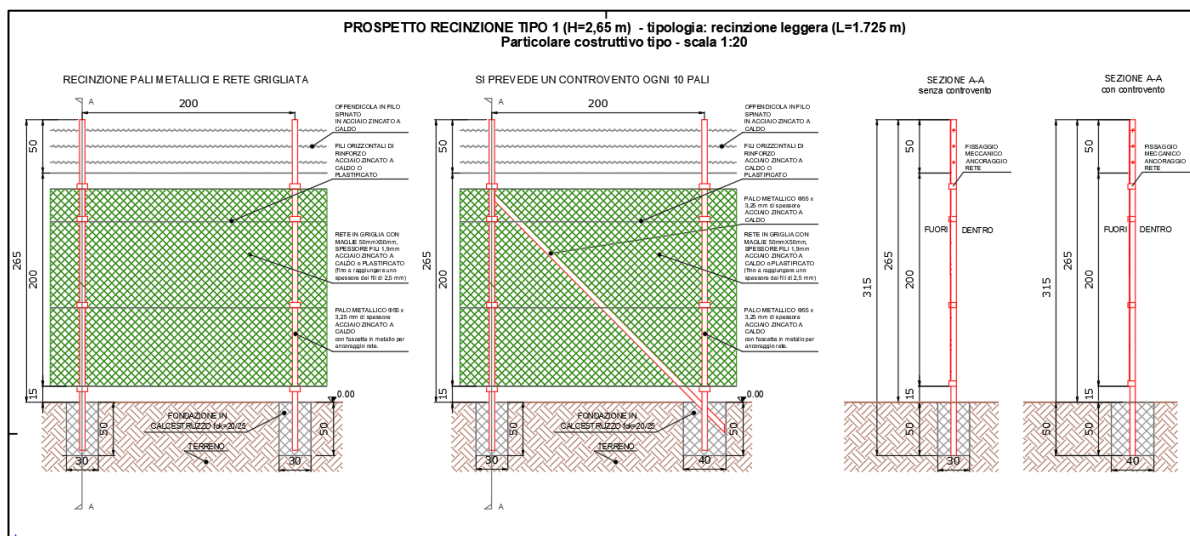 PROSPETTO RECINZIONE TIPO 1 (H=2,65 m) - tipologia: recinzione leggera (L=1.725 m)
Particolare costruttivo tipo - scala 1:20
RECINZIONE PALI METALLICI E RETE GRIGLIATA
A
200
50
265
200
15
OFFENDICOLA IN FILO
SPINATO
IN ACCIAIO ZINCATO A
CALDO
FILI ORIZZONTALI DI
RINFORZO
ACCIAIO ZINCATO A
CALDO O
PLASTIFICATO
RETE IN GRIGLIA CON
MAGLIE 50mmX50mm,
SPESSORE FILI 1,9mm
ACCIAIO ZINCATO A
CALDO o PLASTIFICATO
(fino a raggiungere uno
spessore dei fili di 2,5 mm)
PALO METALLICO Φ55 x
3,25 mm di spessore
ACCIAIO ZINCATO A
CALDO
con fascetta in metallo per
ancoraggio rete.
0.00
FONDAZIONE IN
CALCESTRUZZO fck=20/25
TERRENO
50
50
30
30
A
SI PREVEDE UN CONTROVENTO OGNI 10 PALI
A
200
50
265
200
15
OFFENDICOLA IN FILO
SPINATO
IN ACCIAIO ZINCATO A
CALDO
FILI ORIZZONTALI DI
RINFORZO
ACCIAIO ZINCATO A
CALDO O
PLASTIFICATO
PALO METALLICO Φ55 x
3,25 mm di spessore
ACCIAIO ZINCATO A
CALDO
RETE IN GRIGLIA CON
MAGLIE 50mmX50mm,
SPESSORE FILI 1,9mm
ACCIAIO ZINCATO A
CALDO o PLASTIFICATO
(fino a raggiungere uno
spessore dei fili di 2,5 mm)
PALO METALLICO Φ55 x
3,25 mm di spessore
ACCIAIO ZINCATO A
CALDO
con fascetta in metallo per
ancoraggio rete.
0.00
FONDAZIONE IN
CALCESTRUZZO fck=20/25
TERRENO
50
50
30
40
A
SEZIONE A-A
senza controvento
315
265
50
200
15
50
50
FISSAGGIO
MECCANICO
ANCORAGGIO
RETE
FUORI
DENTRO
30
SEZIONE A-A
con controvento
315
265
50
200
15
50
50
FISSAGGIO
MECCANICO
ANCORAGGIO
RETE
FUORI
DENTRO
40